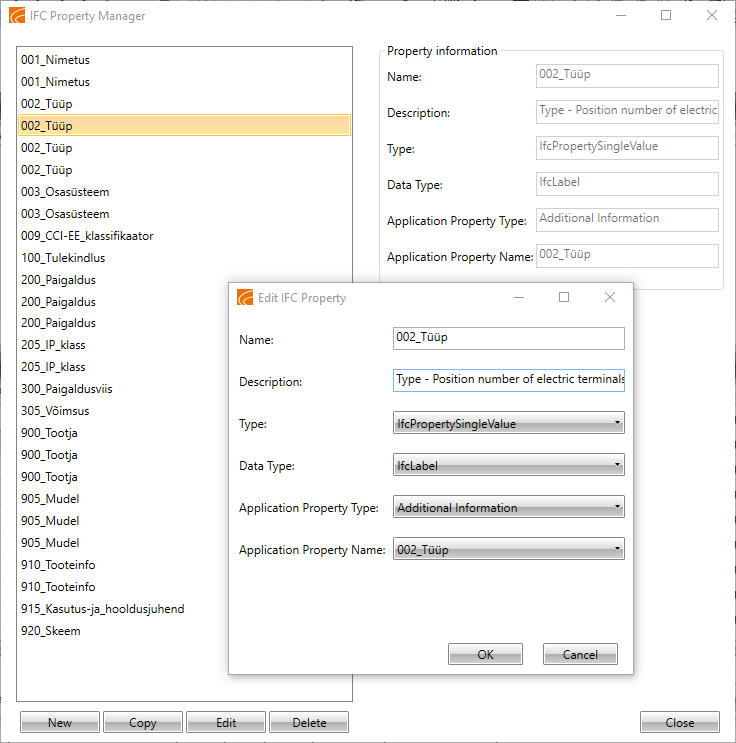 IFC Property Manager
001_Nimetus
001_Nimetus
002_Tüüp
002_Tüüp
002_Tüüp
002_Tüüp
003_Osasüsteem
003_Osasüsteem
009_CCI-EE_klassifikaator
100_Tulekindlus
200_Paigaldus
200_Paigaldus
200_Paigaldus
205_IP_klass
205_IP_klass
300_Paigaldusviis
305_Võimsus
900_Tootja
900_Tootja
900_Tootja
905_Mudel
905_Mudel
905_Mudel
910_Tooteinfo
910_Tooteinfo
915_Kasutus-ja_hooldusjuhend
920_Skeem
New Copy Edit Delete
Property information
Name: 002_Tüüp
Description: Type - Position number of electric
Type: IfcPropertySingleValue
Data Type: IfcLabel
Application Property Type: Additional Information
Application Property Name: 002_Tüüp
Edit IFC Property
Name: 002_Tüüp
Description: Type - Position number of electric terminals
Type: IfcPropertySingleValue
Data Type: IfcLabel
Application Property Type: Additional Information
Application Property Name: 002_Tüüp
OK Cancel
Close